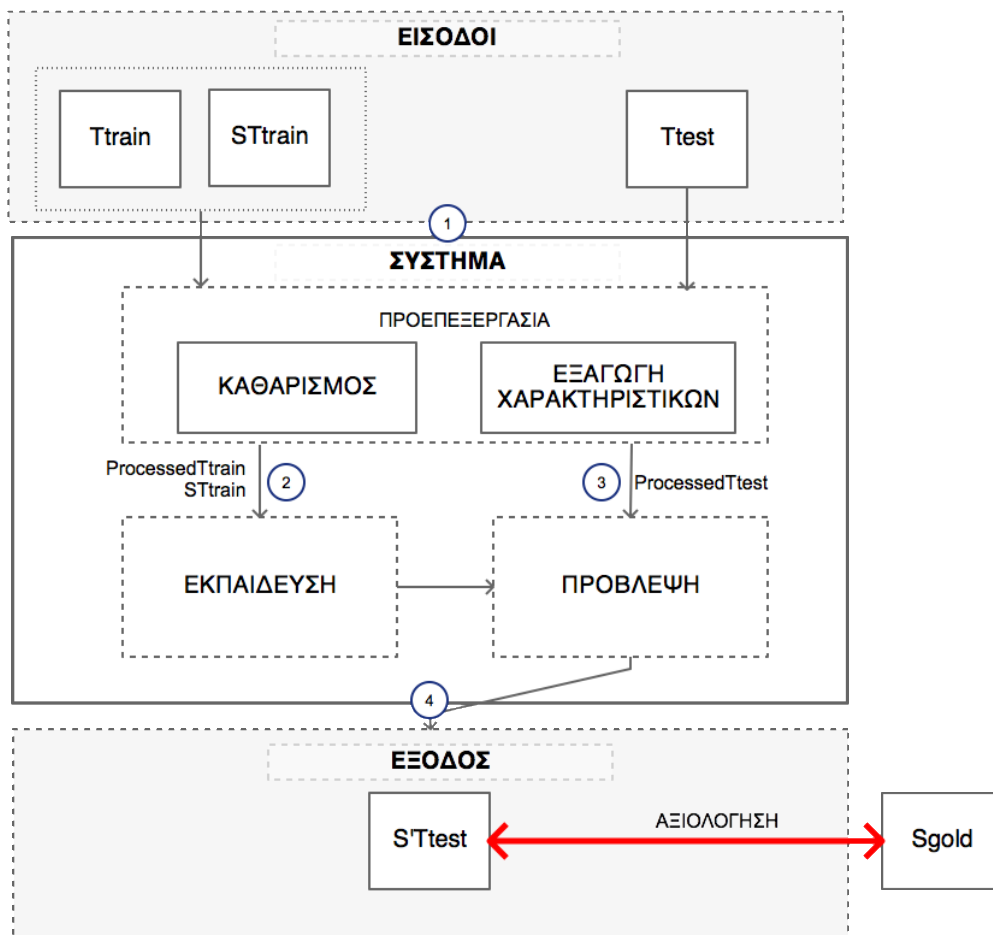 ΕΙΣΟΔΟΙ
Ttrain
STtrain
Ttest
1
ΣΥΣΤΗΜΑ
ΠΡΟΕΠΕΞΕΡΓΑΣΙΑ
ΚΑΘΑΡΙΣΜΟΣ
ΕΞΑΓΩΓΗ
ΧΑΡΑΚΤΗΡΙΣΤΙΚΩΝ
ProcessedTtrain
STtrain
2
3
ProcessedTtest
ΕΚΠΑΙΔΕΥΣΗ
ΠΡΟΒΛΕΨΗ
4
ΕΞΟΔΟΣ
S'Ttest
ΑΞΙΟΛΟΓΗΣΗ
Sgold